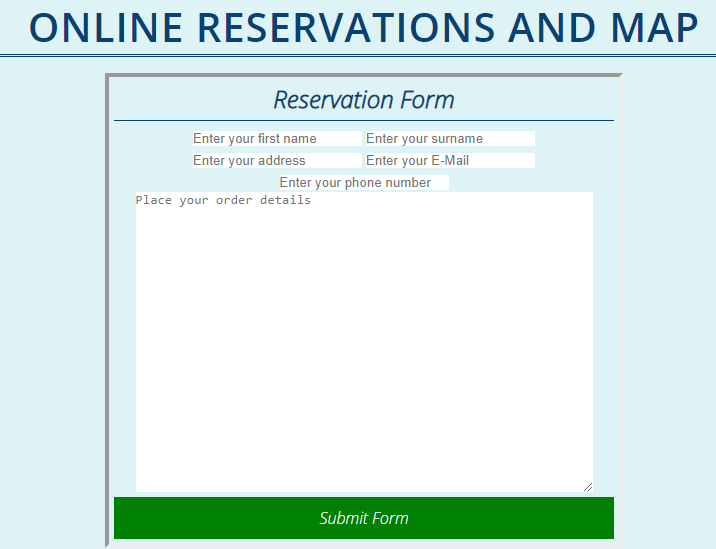 ONLINE RESERVATIONS AND MAP
Reservation Form
Enter your first name Enter your surname
Enter your address Enter your E-Mail
Enter your phone number
Place your order details
Submit Form